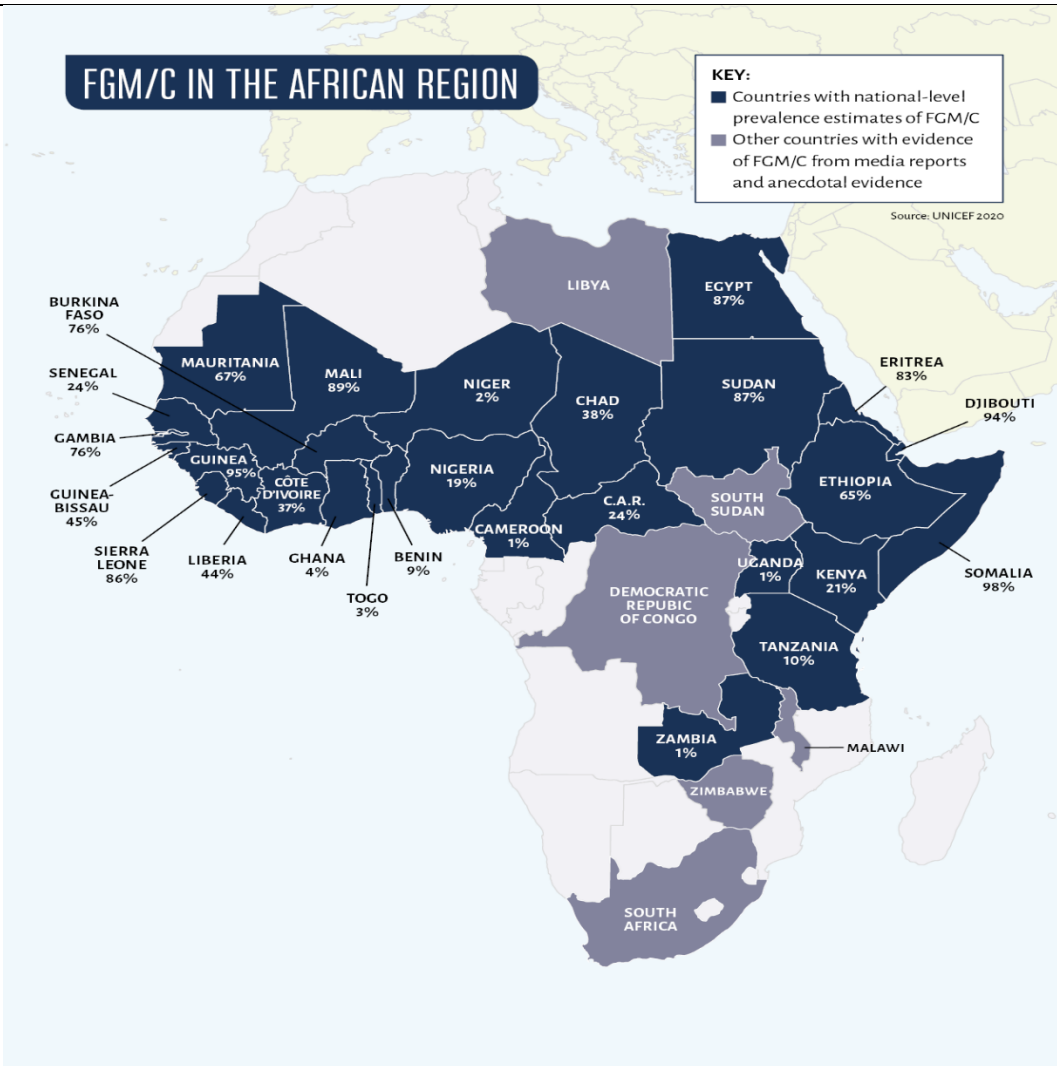 FGM/C IN THE AFRICAN REGION
KEY:
Countries with national-level
prevalence estimates of FGM/C
Other countries with evidence
of FGM/C from media reports
and anecdotal evidence
Source: UNICEF 2020
LIBYA
EGYPT
87%
BURKINA
FASO
76%
MAURITANIA
67%
MALI
89%
NIGER
2%
CHAD
38%
SUDAN
87%
ERITREA
83%
DJIBOUTI
94%
SENEGAL
24%
GAMBIA
76%
GUINEA-
BISSAU
45%
GUINEA
95%
CÔTE
D'IVOIRE
37%
NIGERIA
19%
C.A.R.
24%
SOUTH
SUDAN
ETHIOPIA
65%
SIERRA
LEONE
86%
LIBERIA
44%
GHANA
4%
TOGO
3%
BENIN
9%
CAMEROON
1%
UGANDA
1%
KENYA
21%
SOMALIA
98%
DEMOCRATIC
REPUBIC
OF CONGO
TANZANIA
10%
ZAMBIA
1%
MALAWI
ZIMBABWE
SOUTH
AFRICA